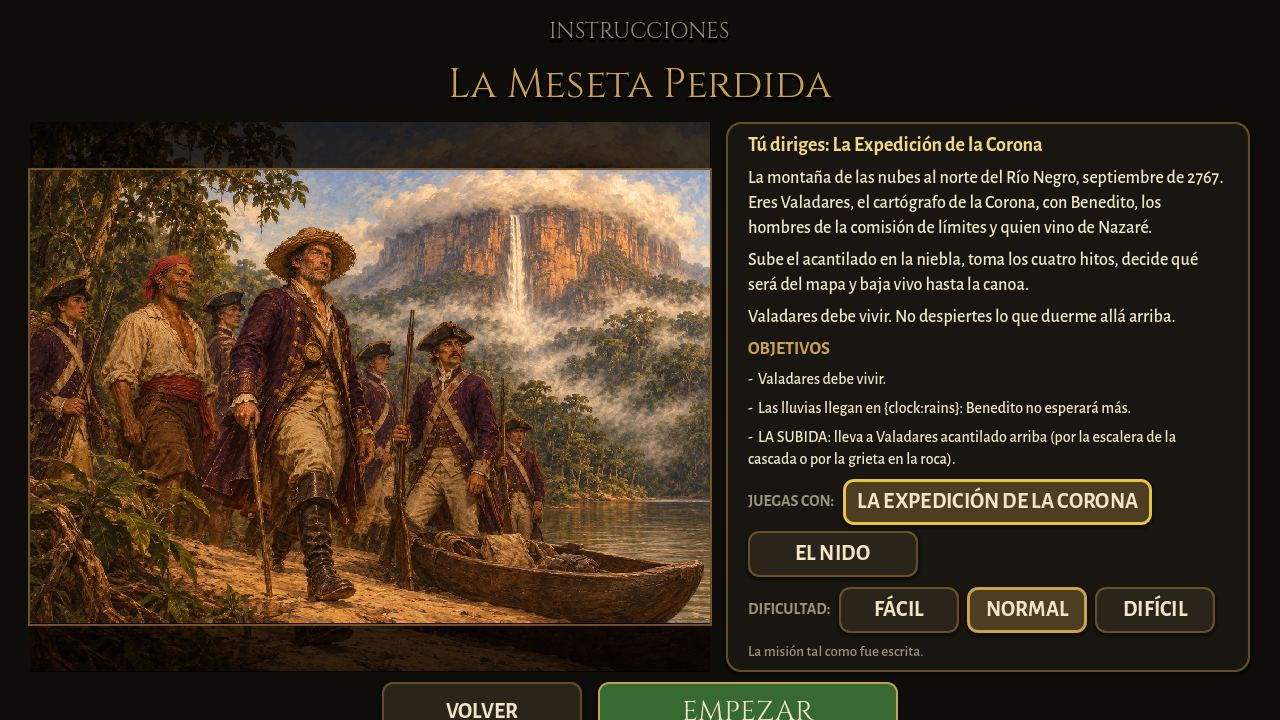 INSTRUCCIONES
La Meseta Perdida
Tú diriges: La Expedición de la Corona
La montaña de las nubes al norte del Río Negro, septiembre de 2767.
Eres Valadares, el cartógrafo de la Corona, con Benedito, los
hombres de la comisión de límites y quien vino de Nazaré.
Sube el acantilado en la niebla, toma los cuatro hitos, decide qué
será del mapa y baja vivo hasta la canoa.
Valadares debe vivir. No despiertes lo que duerme allá arriba.
OBJETIVOS
- Valadares debe vivir.
- Las lluvias llegan en {clock:rains}: Benedito no esperará más.
- LA SUBIDA: lleva a Valadares acantilado arriba (por la escalera de la
cascada o por la grieta en la roca).
JUEGAS CON: LA EXPEDICIÓN DE LA CORONA
EL NIDO
DIFICULTAD: FÁCIL NORMAL DIFÍCIL
La misión tal como fue escrita.
VOLVER EMPEZAR